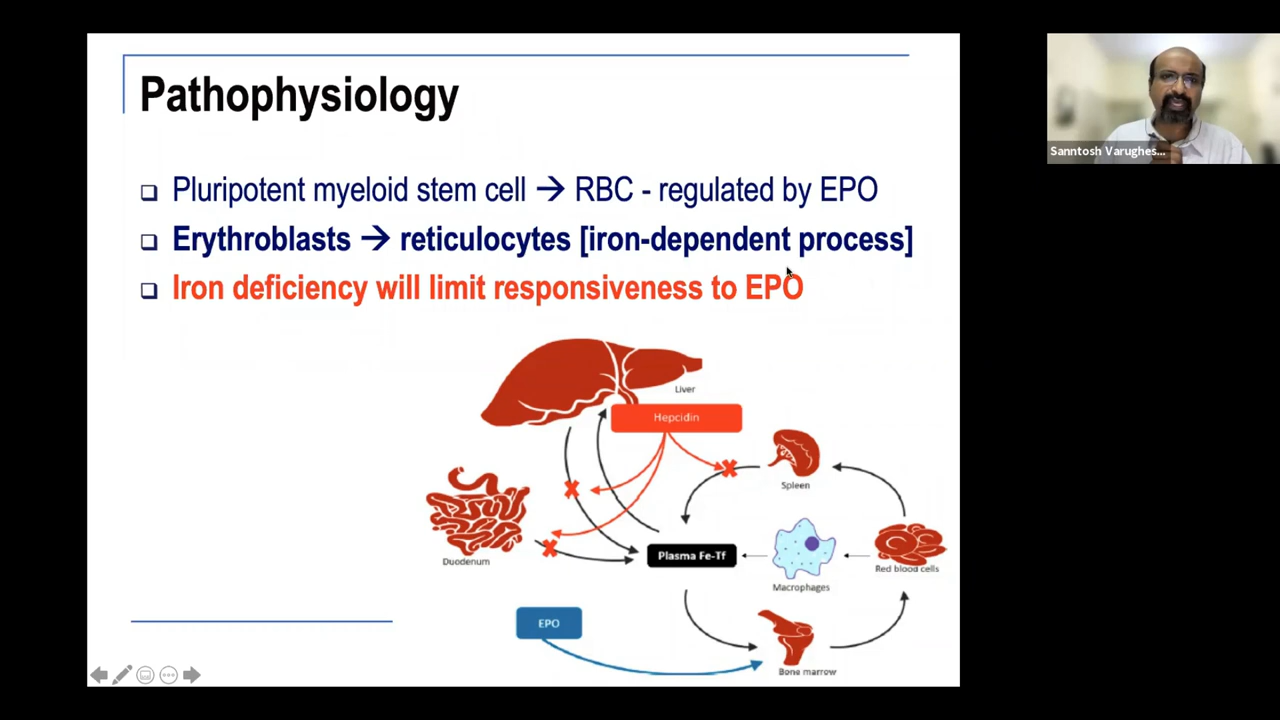 Pathophysiology
Sanntosh Varughes...
Pluripotent myeloid stem cell → RBC - regulated by EPO
Erythroblasts → reticulocytes [iron-dependent process]
Iron deficiency will limit responsiveness to EPO
Liver
Hepcidin
Spleen
Duodenum
Plasma Fe-Tf
Macrophages
Red blood cells
EPO
Bone marrow